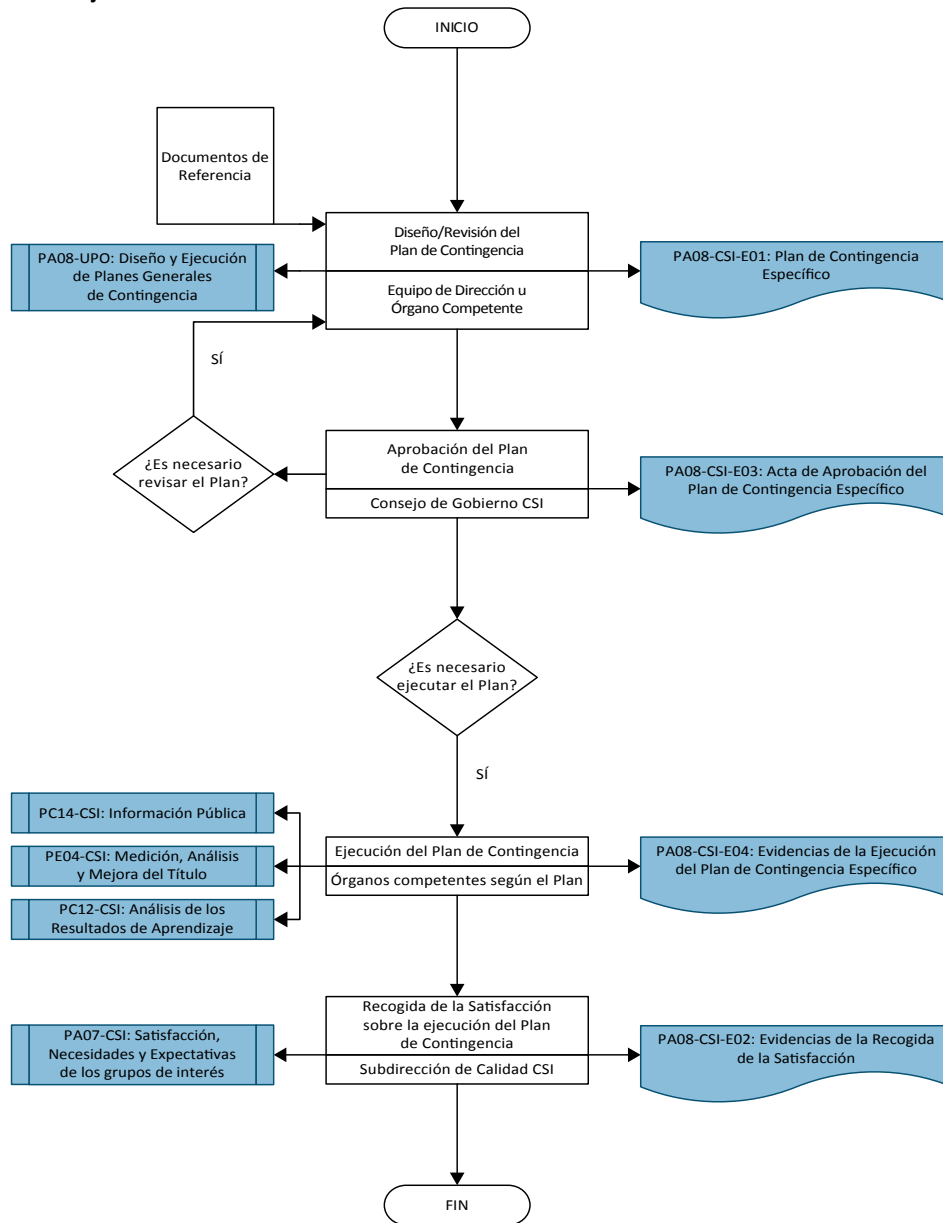 INICIO
Documentos de
Referencia
Diseño/Revisión del
Plan de Contingencia
Equipo de Dirección u
Órgano Competente
PA08-UPO: Diseño y Ejecución
de Planes Generales
de Contingencia
PA08-CSI-E01: Plan de Contingencia
Específico
SÍ
¿Es necesario
revisar el Plan?
Aprobación del Plan
de Contingencia
Consejo de Gobierno CSI
PA08-CSI-E03: Acta de Aprobación del
Plan de Contingencia Específico
¿Es necesario
ejecutar el Plan?
SÍ
PC14-CSI: Información Pública
PE04-CSI: Medición, Análisis
y Mejora del Título
PC12-CSI: Análisis de los
Resultados de Aprendizaje
Ejecución del Plan de Contingencia
Órganos competentes según el Plan
PA08-CSI-E04: Evidencias de la Ejecución
del Plan de Contingencia Específico
PA07-CSI: Satisfacción,
Necesidades y Expectativas
de los grupos de interés
Recogida de la Satisfacción
sobre la ejecución del Plan
de Contingencia
Subdirección de Calidad CSI
PA08-CSI-E02: Evidencias de la Recogida
de la Satisfacción
FIN